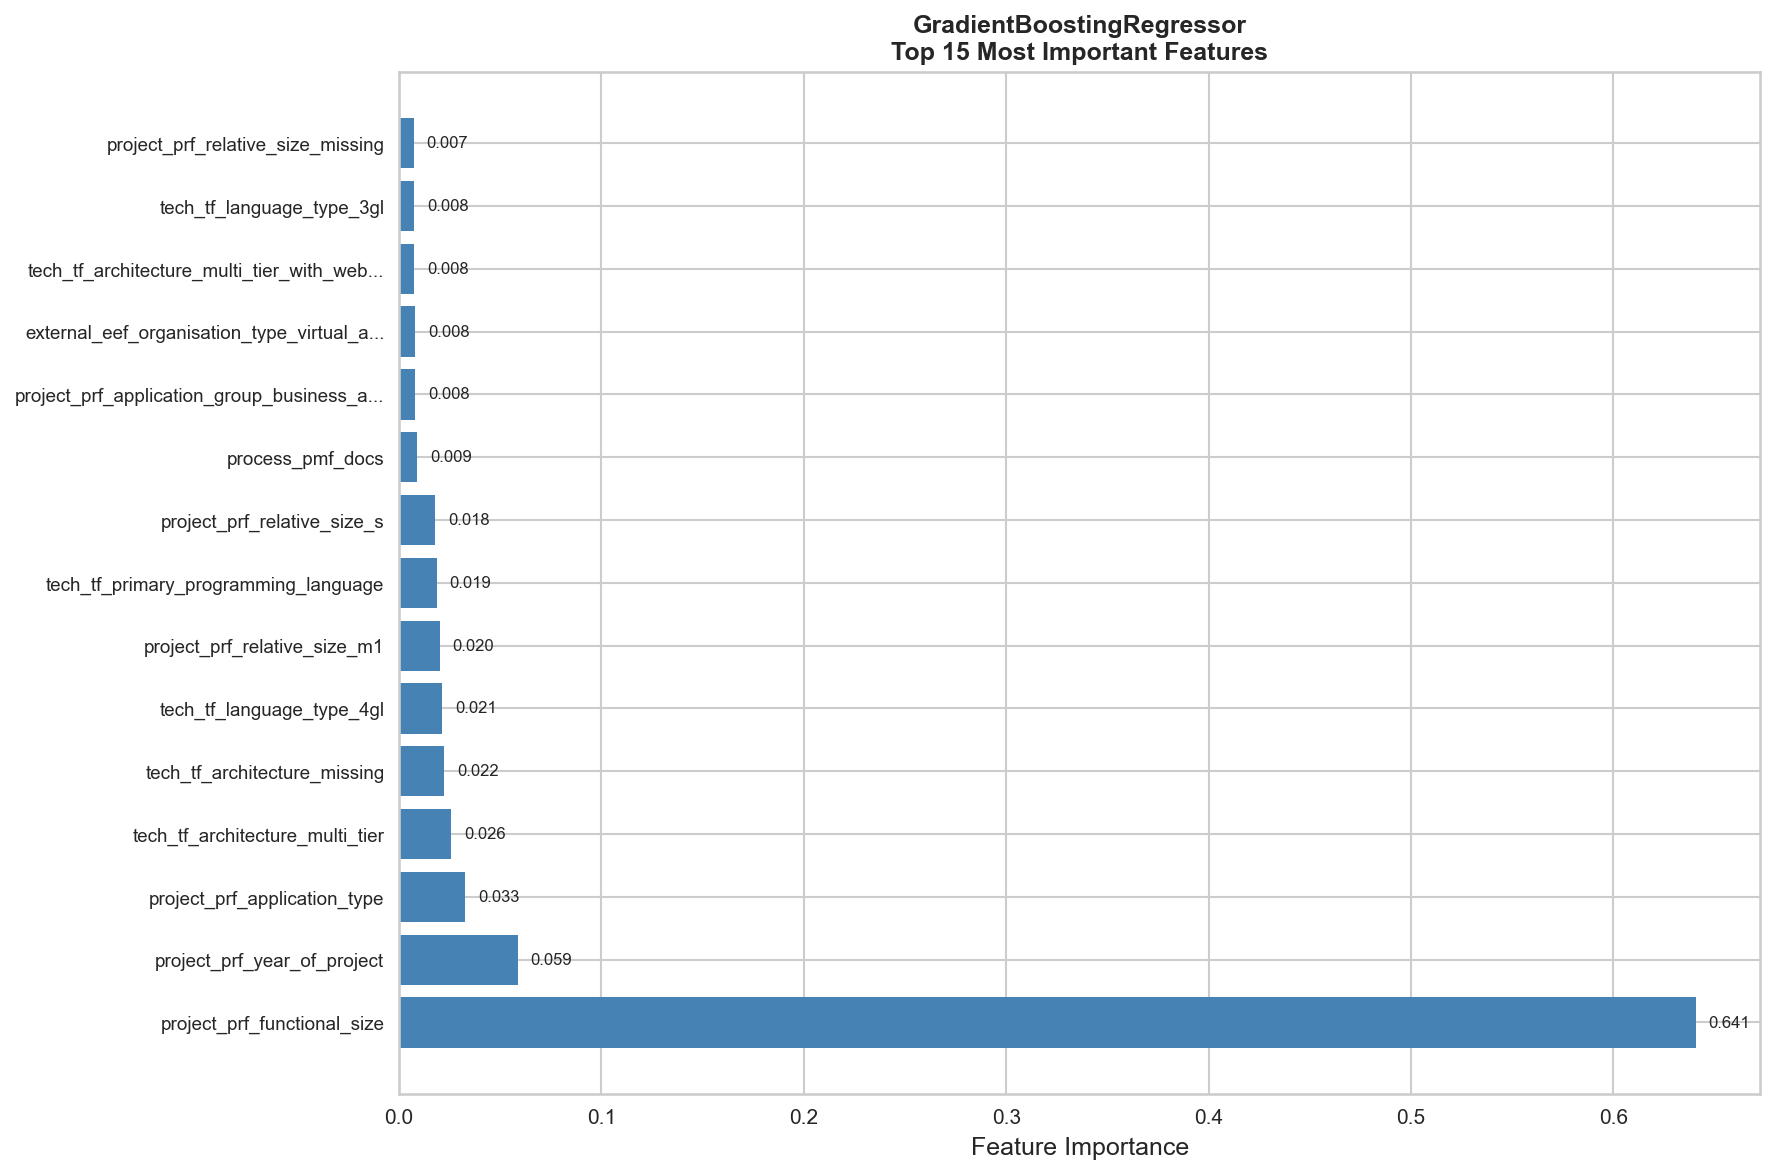 GradientBoostingRegressor
Top 15 Most Important Features
project_prf_relative_size_missing 0.007
tech_tf_language_type_3gl 0.008
tech_tf_architecture_multi_tier_with_web... 0.008
external_eef_organisation_type_virtual_a... 0.008
project_prf_application_group_business_a... 0.008
process_pmf_docs 0.009
project_prf_relative_size_s 0.018
tech_tf_primary_programming_language 0.019
project_prf_relative_size_m1 0.020
tech_tf_language_type_4gl 0.021
tech_tf_architecture_missing 0.022
tech_tf_architecture_multi_tier 0.026
project_prf_application_type 0.033
project_prf_year_of_project 0.059
project_prf_functional_size 0.641
0.0 0.1 0.2 0.3 0.4 0.5 0.6
Feature Importance